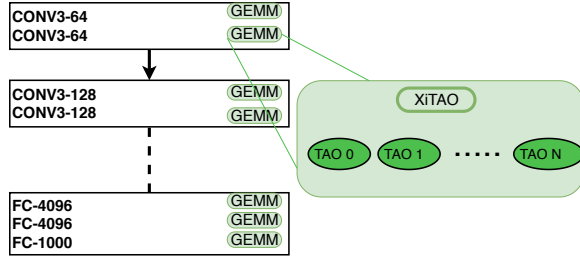 CONV3-64 GEMM
CONV3-64 GEMM
XiTAO
CONV3-128 GEMM
CONV3-128 GEMM
TAO 0 TAO 1 ..... TAO N
FC-4096 GEMM
FC-4096 GEMM
FC-1000 GEMM